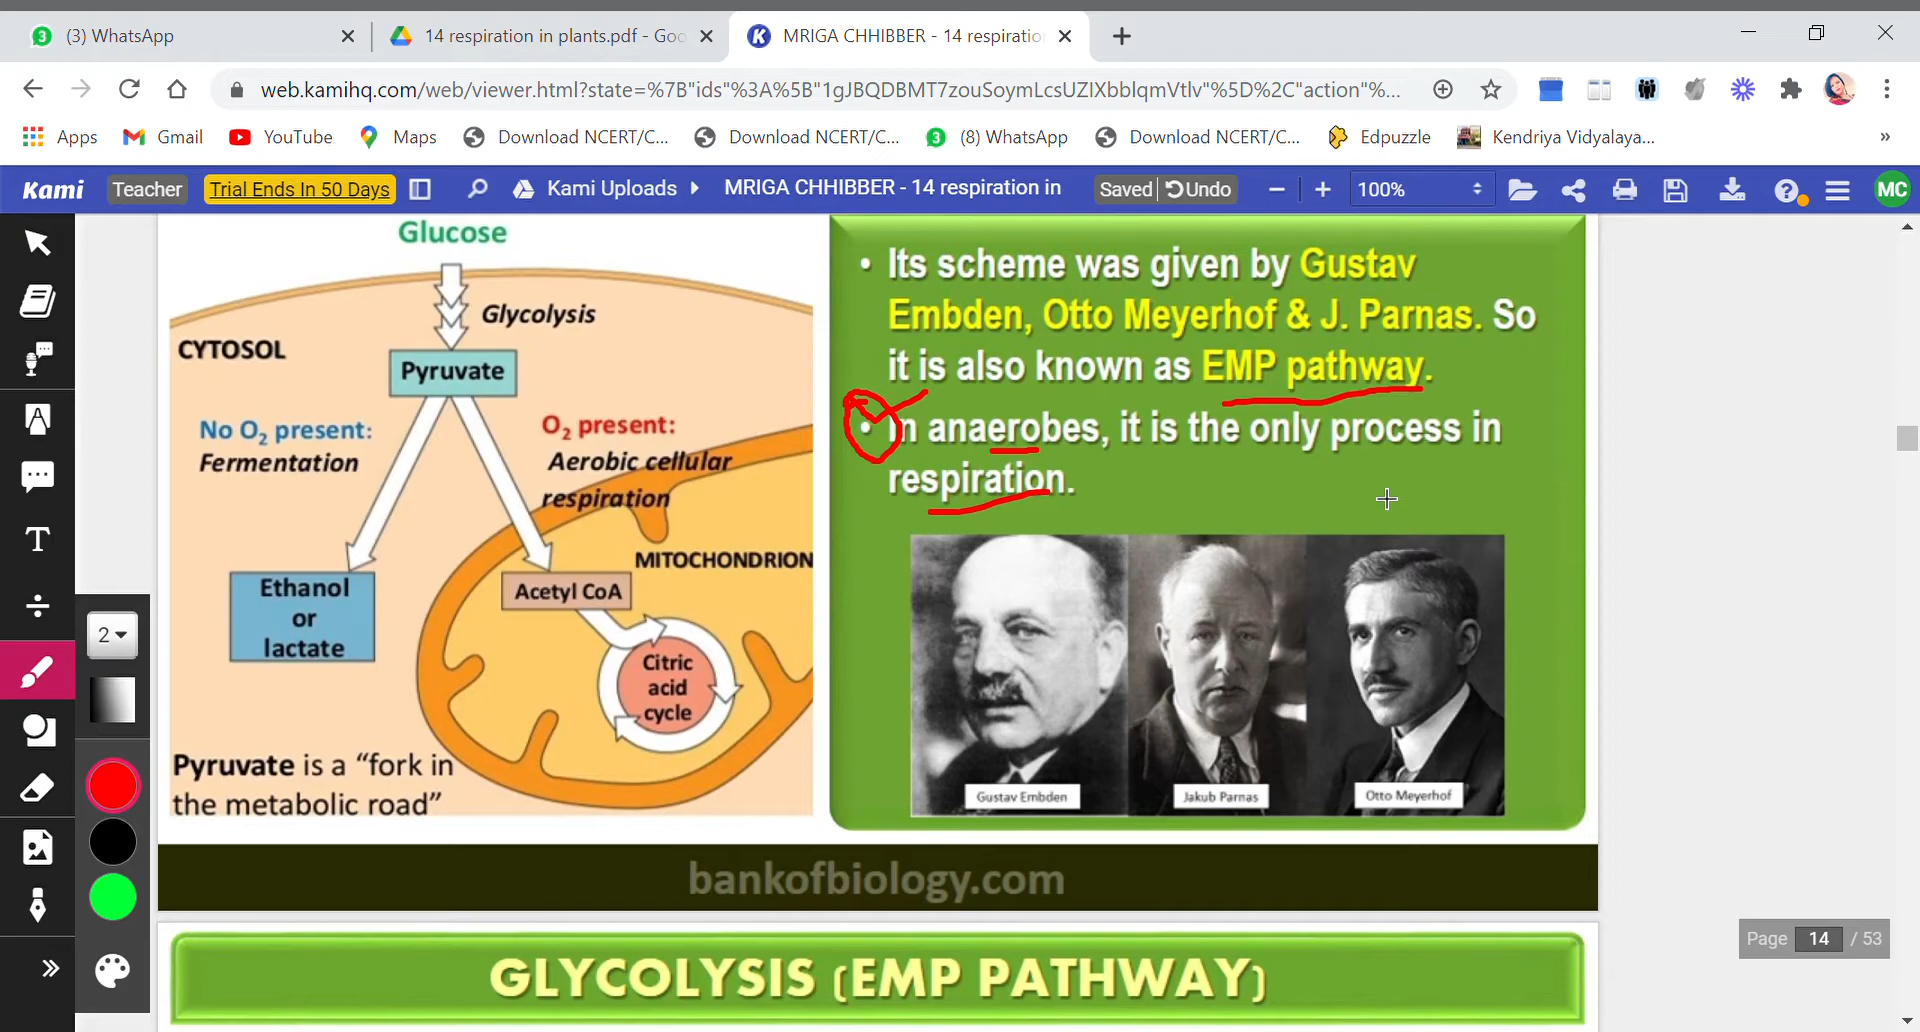 3
(3) WhatsApp
14 respiration in plants.pdf - Goo
MRIGA CHHIBBER - 14 respiratio
web.kamihq.com/web/viewer.html?state=%7B"ids"%3A%5B"1gJBQDBMT7zouSoymLcsUZIXbblqmVtlv"%5D%2C"action"%...
Apps
Gmail
YouTube
Maps
Download NCERT/C...
Download NCERT/C...
3
(8) WhatsApp
Download NCERT/C...
Edpuzzle
Kendriya Vidyalaya...
»
Kami
Teacher
Trial Ends In 50 Days
Kami Uploads
MRIGA CHHIBBER - 14 respiration in
Saved
Undo
100%
MC
2
Glucose
Glycolysis
CYTOSOL
Pyruvate
No O₂ present:
Fermentation
O₂ present:
Aerobic cellular
respiration
MITOCHONDRION
Ethanol
or
lactate
Acetyl CoA
Citric
acid
cycle
Pyruvate is a “fork in
the metabolic road”
• Its scheme was given by Gustav
Embden, Otto Meyerhof & J. Parnas. So
it is also known as EMP pathway.
• In anaerobes, it is the only process in
respiration.
Gustav Embden
Jakub Parnas
Otto Meyerhof
bankofbiology.com
GLYCOLYSIS (EMP PATHWAY)
Page 14 / 53